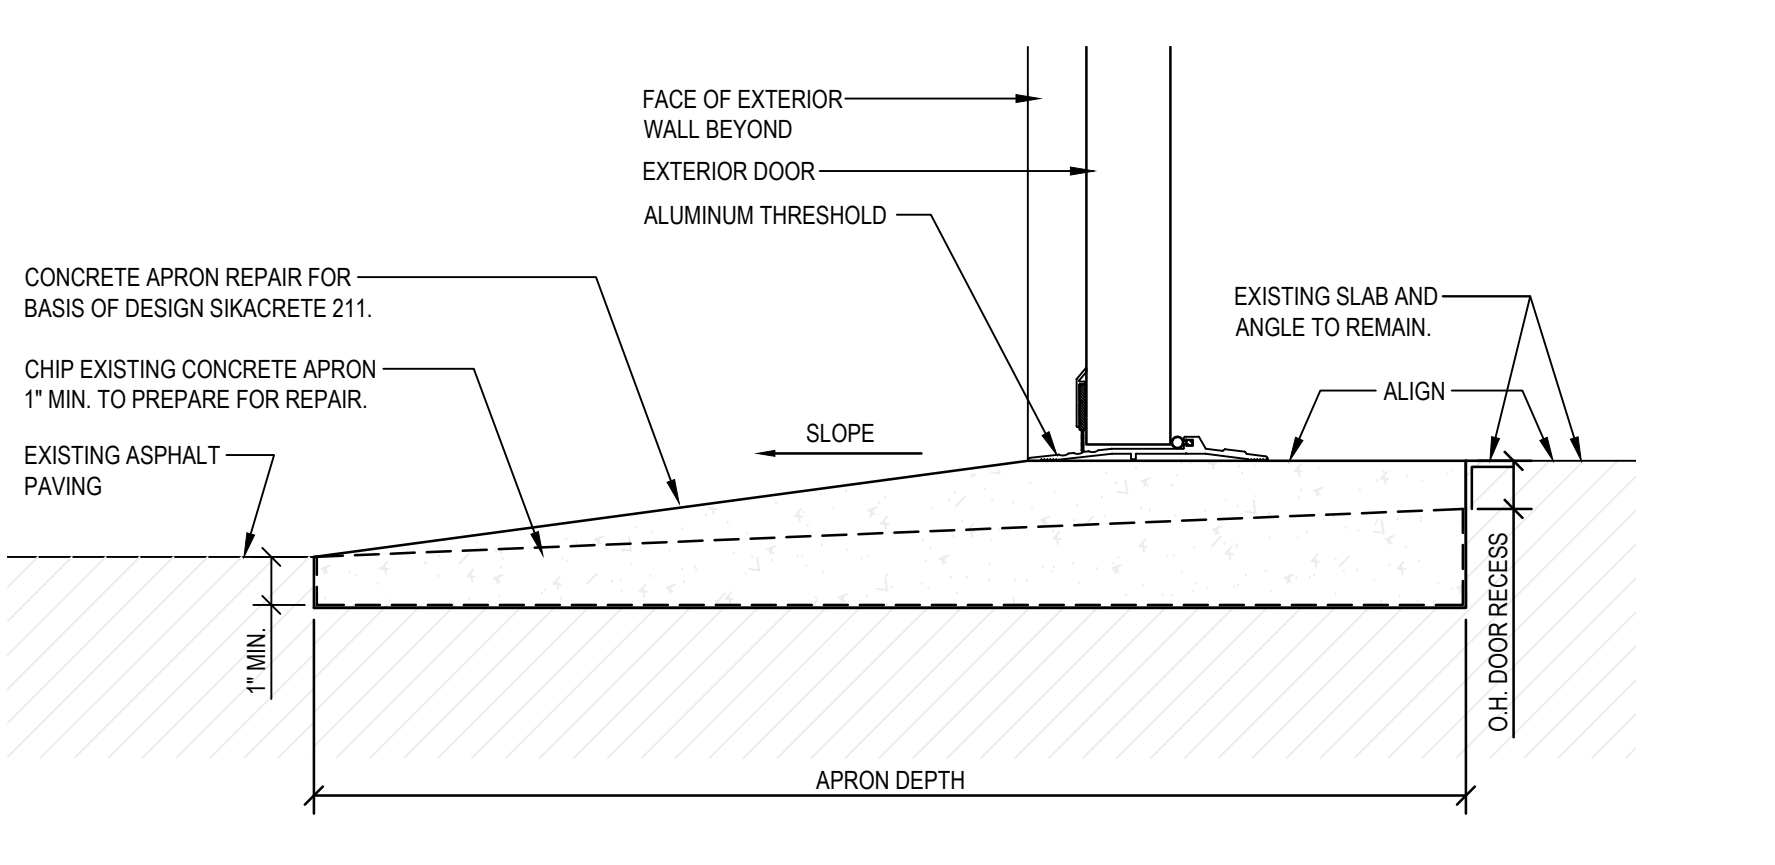 FACE OF EXTERIOR
WALL BEYOND
EXTERIOR DOOR
ALUMINUM THRESHOLD
CONCRETE APRON REPAIR FOR
BASIS OF DESIGN SIKACRETE 211.
EXISTING SLAB AND
ANGLE TO REMAIN.
CHIP EXISTING CONCRETE APRON
1" MIN. TO PREPARE FOR REPAIR.
ALIGN
SLOPE
EXISTING ASPHALT
PAVING
1" MIN.
O.H. DOOR RECESS
APRON DEPTH